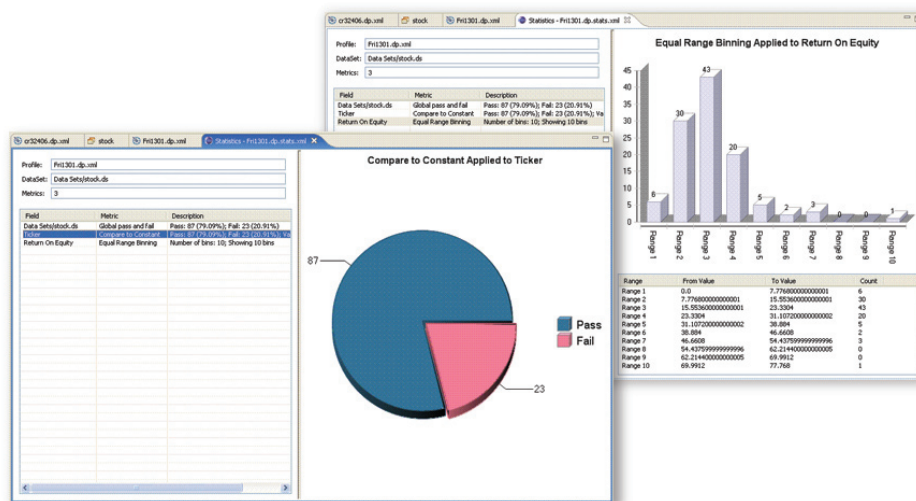 cr32406.dp.xml stock Fri1301.dp.xml Statistics - Fri1301.dp.stats.xml
Profile: Fri1301.dp.xml
DataSet: Data Sets/stock.ds
Metrics: 3
Field Metric Description
Data Sets/stock.ds Global pass and fail Pass: 87 (79.09%); Fail: 23 (20.91%)
Ticker Compare to Constant Pass: 87 (79.09%); Fail: 23 (20.91%); Va
Return On Equity Equal Range Binning Number of bins: 10; Showing 10 bins
Equal Range Binning Applied to Return On Equity
45
40
35
30
25
20
15
10
5
0
6
30
43
20
5
2
3
0
0
1
Range 1
Range 2
Range 3
Range 4
Range 5
Range 6
Range 7
Range 8
Range 9
Range 10
Range From Value To Value Count
Range 1 0.0 7.776800000000001 6
Range 2 7.776800000000001 15.553600000000001 30
Range 3 15.553600000000001 23.3304 43
Range 4 23.3304 31.107200000000002 20
Range 5 31.107200000000002 38.884 5
Range 6 38.884 46.6608 2
Range 7 46.6608 54.437599999999996 3
Range 8 54.437599999999996 62.214400000000005 0
Range 9 62.214400000000005 69.9912 0
Range 10 69.9912 77.768 1
cr32406.dp.xml stock Fri1301.dp.xml Statistics - Fri1301.dp.stats.xml
Profile: Fri1301.dp.xml
DataSet: Data Sets/stock.ds
Metrics: 3
Field Metric Description
Data Sets/stock.ds Global pass and fail Pass: 87 (79.09%); Fail: 23 (20.91%)
Ticker Compare to Constant Pass: 87 (79.09%); Fail: 23 (20.91%); Va
Return On Equity Equal Range Binning Number of bins: 10; Showing 10 bins
Compare to Constant Applied to Ticker
87
23
Pass
Fail